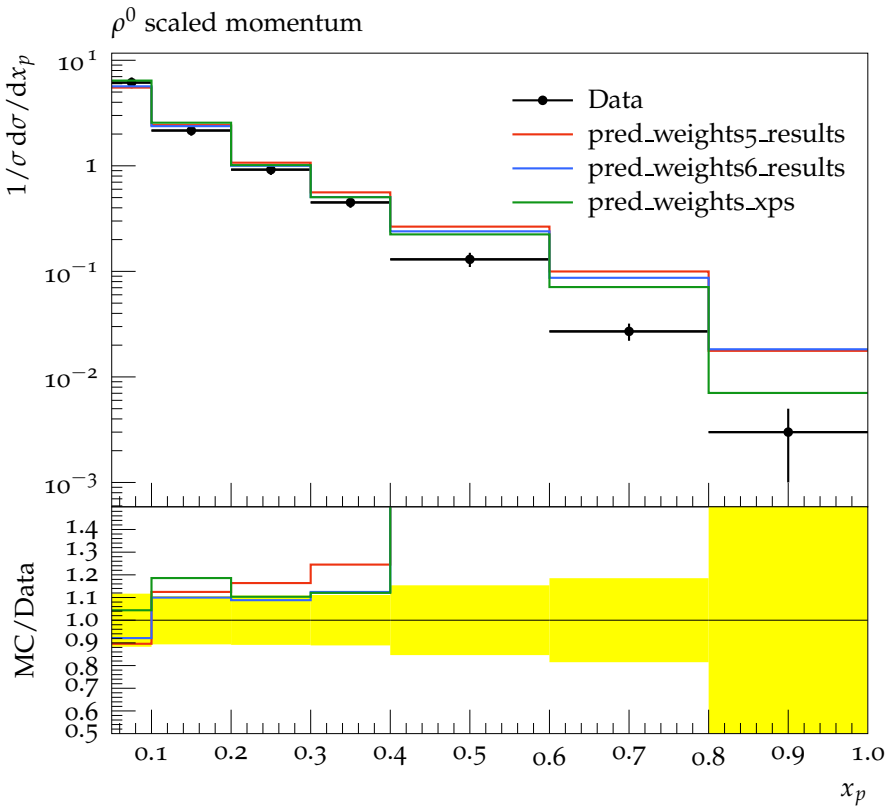 ρ⁰ scaled momentum
1/σ dσ/dxₚ
10¹
1
10⁻¹
10⁻²
10⁻³
Data
pred_weights5_results
pred_weights6_results
pred_weights_xps
MC/Data
1.4
1.3
1.2
1.1
1.0
0.9
0.8
0.7
0.6
0.5
0.1 0.2 0.3 0.4 0.5 0.6 0.7 0.8 0.9 1.0
xₚ